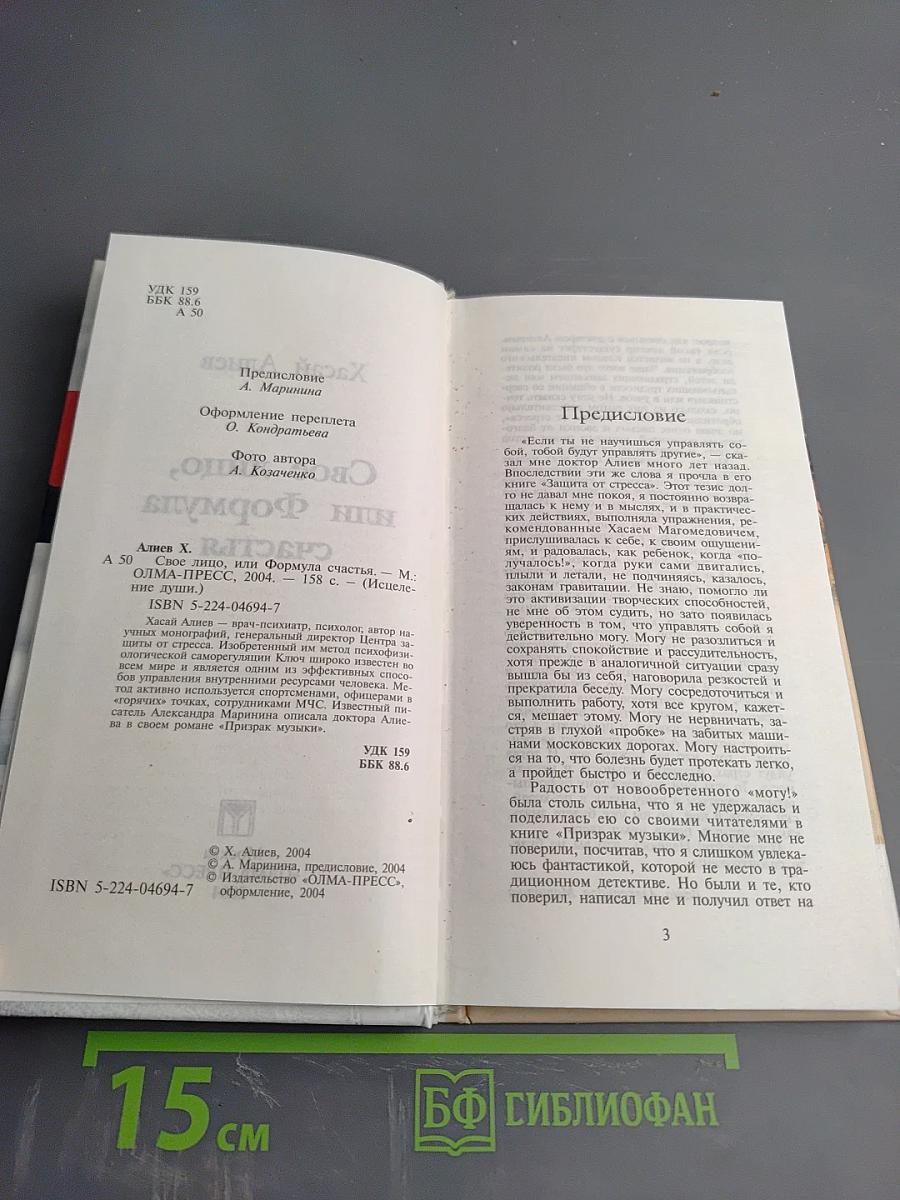 УДК 159
ББК 88.6
А 50
Предисловие
А. Маринина
Оформление переплета
О. Кондратьева
Фото автора
А. Козаченко
Алиев Х.
А 50 Свое лицо, или Формула счастья. — М.:
ОЛМА-ПРЕСС, 2004. — 158 с. — (Исцеле-
ние души.)
ISBN 5-224-04694-7
Хасай Алиев — врач-психиатр, психолог, автор на-
учных монографий, генеральный директор Центра за-
щиты от стресса. Изобретенный им метод психофизи-
ологической саморегуляции Ключ широко известен во
всем мире и является одним из эффективных спосо-
бов управления внутренними ресурсами человека. Ме-
тод активно используется спортсменами, офицерами в
«горячих» точках, сотрудниками МЧС. Известный пи-
сатель Александра Маринина описала доктора Алие-
ва в своем романе «Призрак музыки».
УДК 159
ББК 88.6
© Х. Алиев, 2004
© А. Маринина, предисловие, 2004
© Издательство «ОЛМА-ПРЕСС»,
оформление, 2004
ISBN 5-224-04694-7
Предисловие
«Если ты не научишься управлять со-
бой, тобой будут управлять другие», — ска-
зал мне доктор Алиев много лет назад.
Впоследствии эти же слова я прочла в его
книге «Защита от стресса». Этот тезис дол-
го не давал мне покоя, я постоянно возвра-
щалась к нему и в мыслях, и в практичес-
ких действиях, выполняла упражнения, ре-
комендованные Хасаем Магомедовичем,
прислушивалась к себе, к своим ощущени-
ям, и радовалась, как ребенок, когда «по-
лучалось!», когда руки сами двигались,
плыли и летали, не подчиняясь, казалось,
законам гравитации. Не знаю, помогло ли
это активизации творческих способностей,
не мне об этом судить, но зато появилась
уверенность в том, что управлять собой я
действительно могу. Могу не разозлиться и
сохранять спокойствие и рассудительность,
хотя прежде в аналогичной ситуации сразу
вышла бы из себя, наговорила резкостей и
прекратила беседу. Могу сосредоточиться и
выполнить работу, хотя все кругом, кажет-
ся, мешает этому. Могу не нервничать, за-
стряв в глухой «пробке» на забитых маши-
нами московских дорогах. Могу настроить-
ся на то, что болезнь будет протекать легко,
а пройдет быстро и бесследно.
Радость от новообретенного «могу!»
была столь сильна, что я не удержалась и
поделилась ею со своими читателями в
книге «Призрак музыки». Многие мне не
поверили, посчитав, что я слишком увлека-
юсь фантастикой, которой не место в тра-
диционном детективе. Но были и те, кто
поверил, написал мне и получил ответ на
3
15 см
БФ БИБЛИОФАН